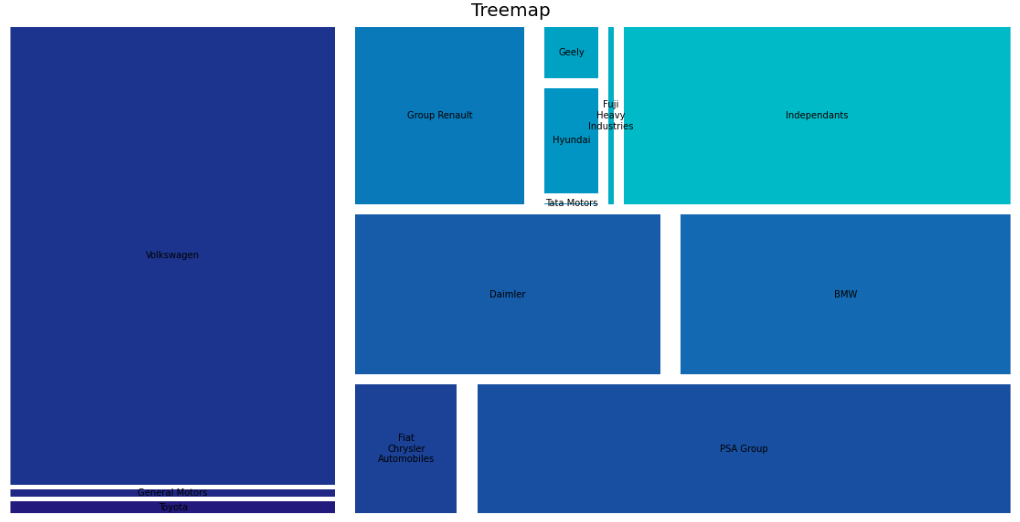 Treemap
Volkswagen
General Motors
Toyota
Group Renault
Geely
Hyundai
Tata Motors
Fuji
Heavy
Industries
Independants
Daimler
BMW
Fiat
Chrysler
Automobiles
PSA Group